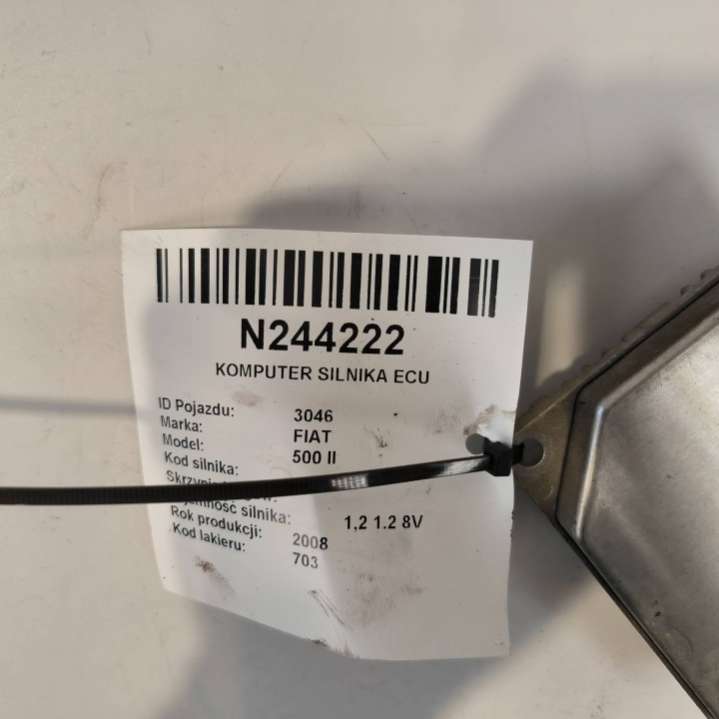 N244222
KOMPUTER SILNIKA ECU
ID Pojazdu: 3046
Marka: FIAT
Model: 500 II
Kod silnika:
silnika: 1,2 1.2 8V
Rok produkcji: 2008
Kod lakieru: 703